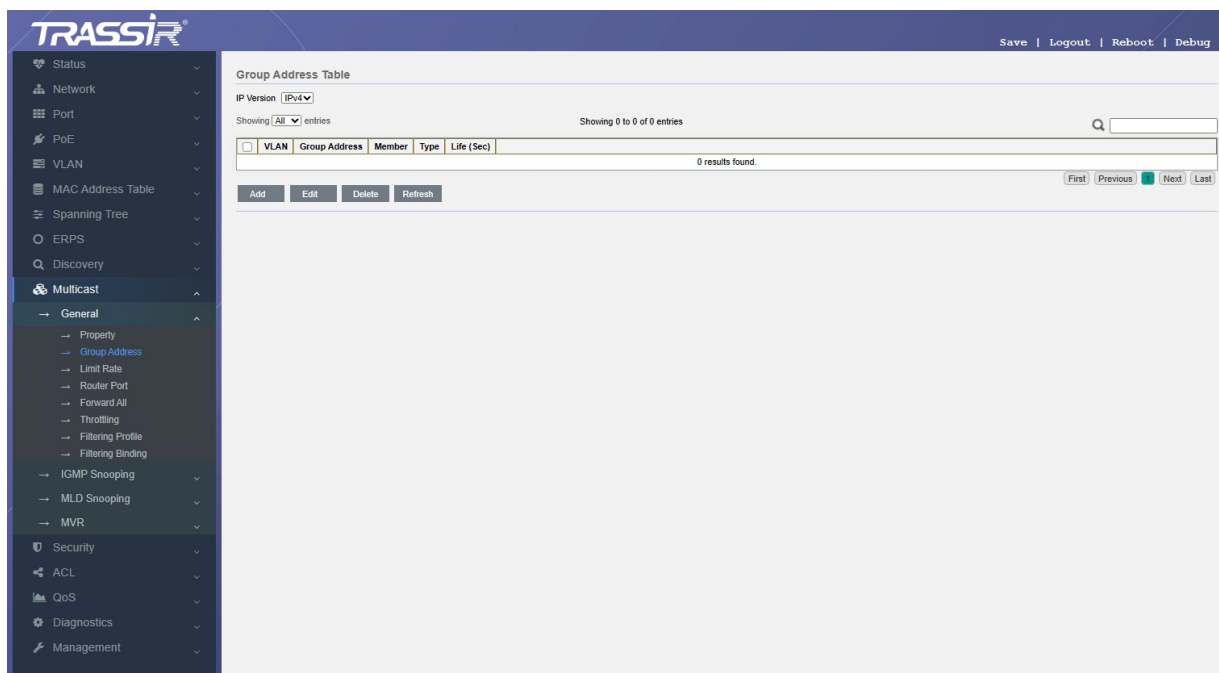 TRASSIR
Save | Logout | Reboot | Debug
Status
Network
Port
PoE
VLAN
MAC Address Table
Spanning Tree
ERPS
Discovery
Multicast
→ General
→ Property
→ Group Address
→ Limit Rate
→ Router Port
→ Forward All
→ Throttling
→ Filtering Profile
→ Filtering Binding
→ IGMP Snooping
→ MLD Snooping
→ MVR
Security
ACL
QoS
Diagnostics
Management
Group Address Table
IP Version IPv4
Showing All entries
Showing 0 to 0 of 0 entries
VLAN Group Address Member Type Life (Sec)
0 results found.
First Previous 1 Next Last
Add Edit Delete Refresh